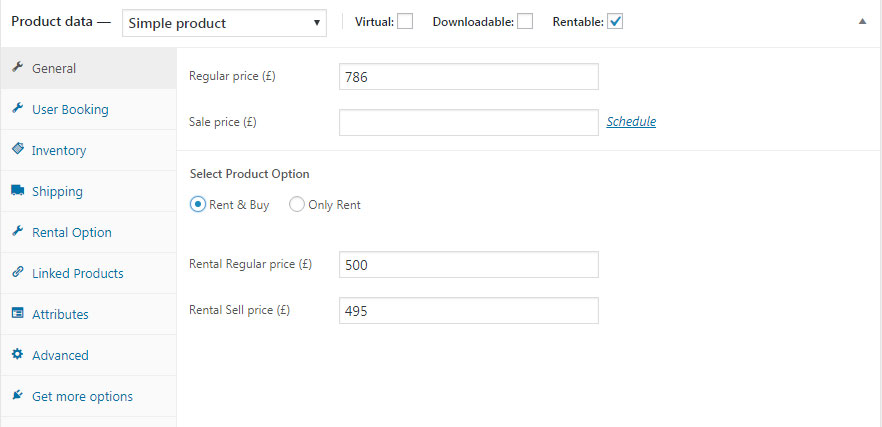 Product data — Simple product Virtual: Downloadable: Rentable:
General
User Booking
Inventory
Shipping
Rental Option
Linked Products
Attributes
Advanced
Get more options
Regular price (£) 786
Sale price (£) Schedule
Select Product Option
Rent & Buy Only Rent
Rental Regular price (£) 500
Rental Sell price (£) 495